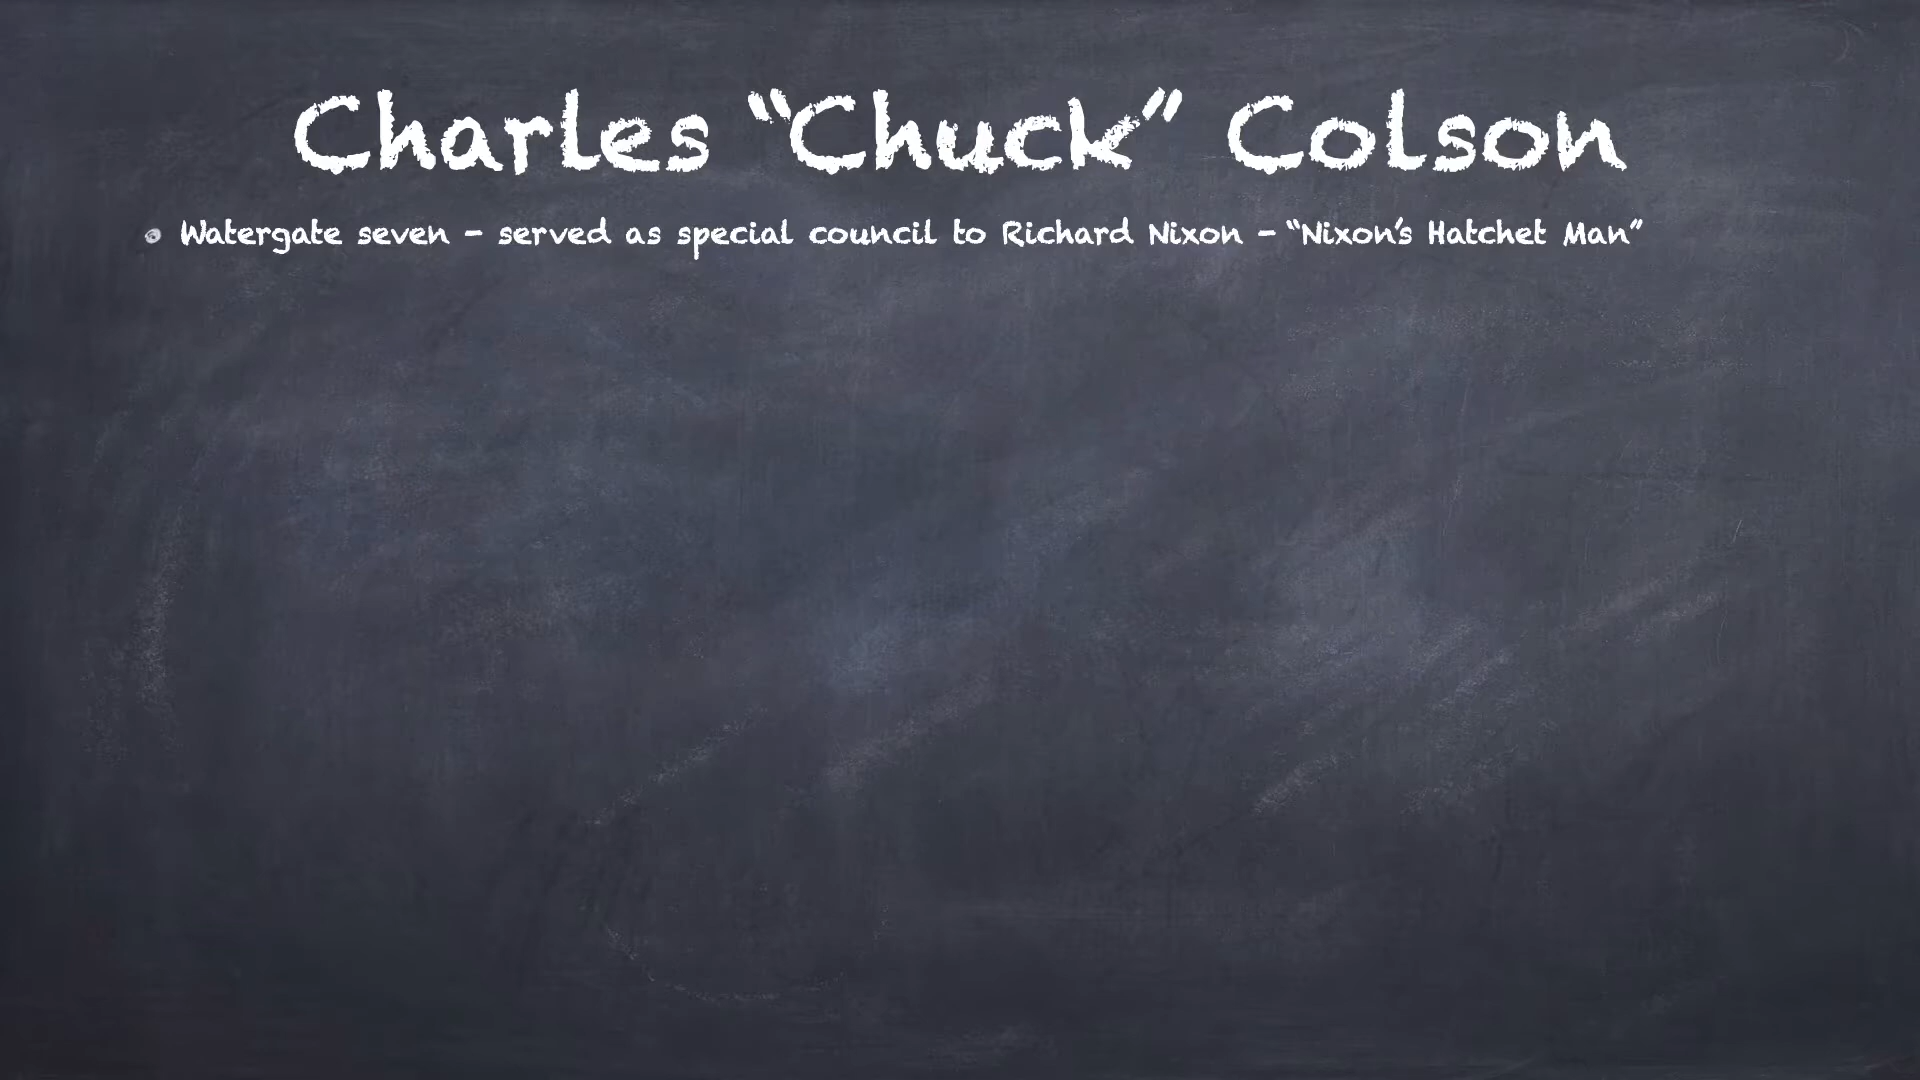 Charles “Chuck” Colson
Watergate seven - served as special council to Richard Nixon - “Nixon’s Hatchet Man”